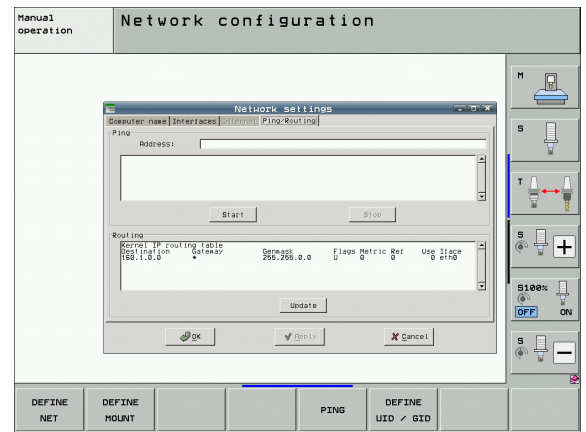 Manual
operation
Network configuration
Network settings
Computer name Interfaces Internet Ping/Routing
Ping
Address:
Start Stop
Routing
Kernel IP routing table
Destination Gateway Genmask Flags Metric Ref Use Iface
160.1.0.0 * 255.255.0.0 U 0 0 0 eth0
Update
OK Apply Cancel
M
S
T
S
S100%
OFF ON
S
DEFINE
NET
DEFINE
MOUNT
PING
DEFINE
UID / GID